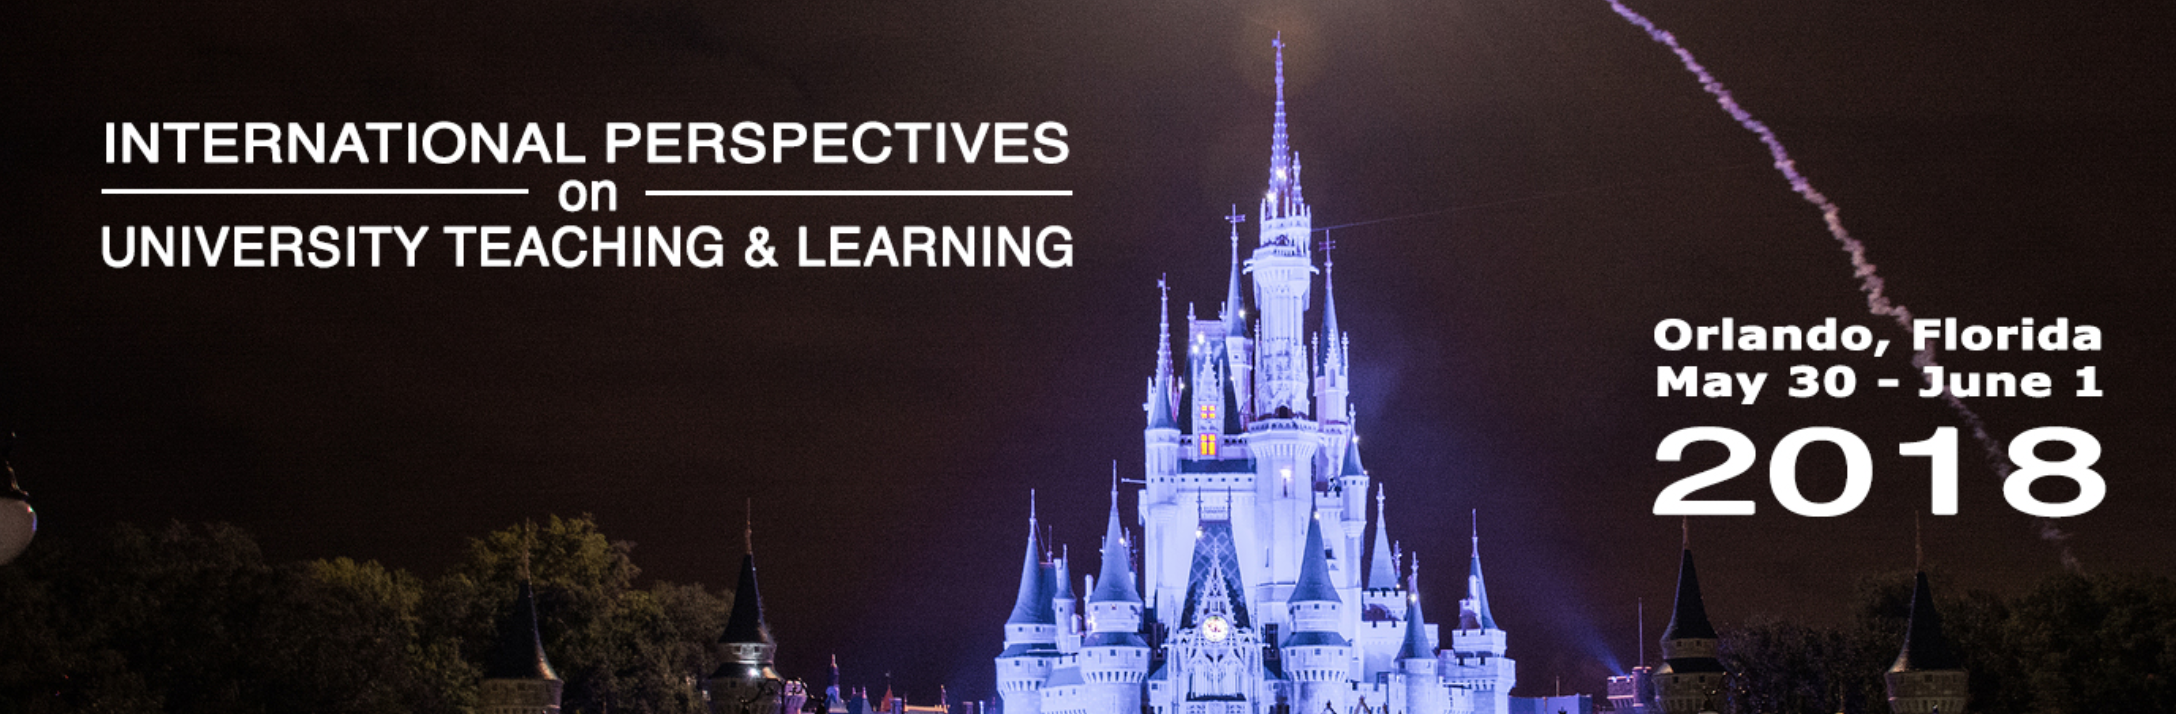 INTERNATIONAL PERSPECTIVES
on
UNIVERSITY TEACHING & LEARNING
Orlando, Florida
May 30 - June 1
2018